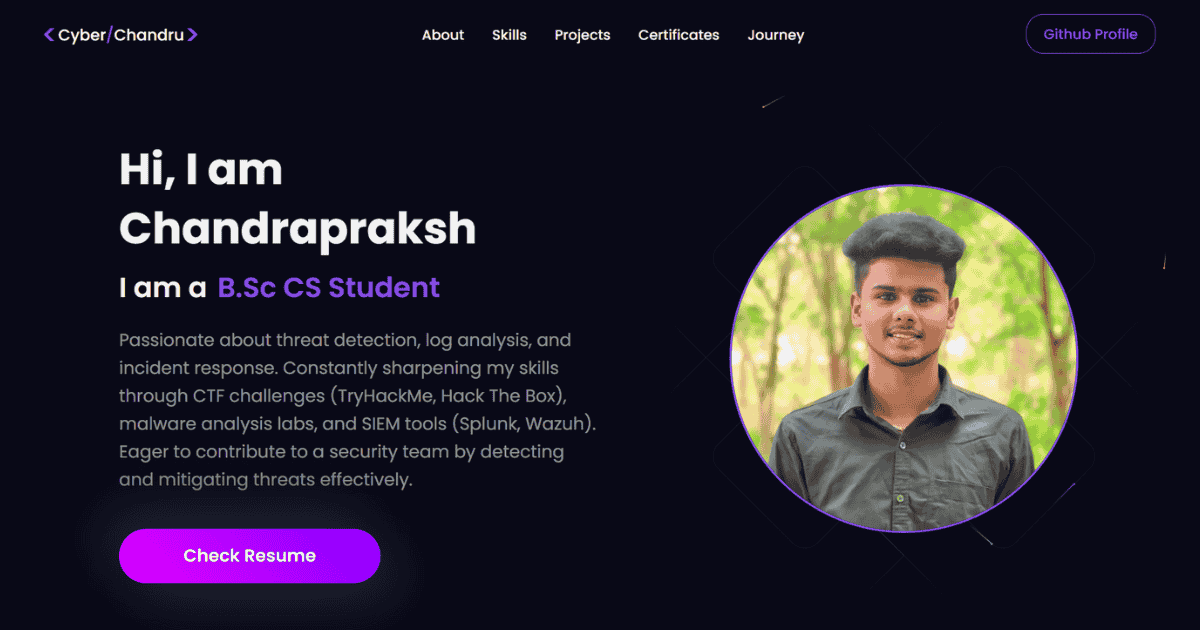 <Cyber/Chandru>
About Skills Projects Certificates Journey
Github Profile
Hi, I am
Chandrapraksh
I am a B.Sc CS Student
Passionate about threat detection, log analysis, and
incident response. Constantly sharpening my skills
through CTF challenges (TryHackMe, Hack The Box),
malware analysis labs, and SIEM tools (Splunk, Wazuh).
Eager to contribute to a security team by detecting
and mitigating threats effectively.
Check Resume